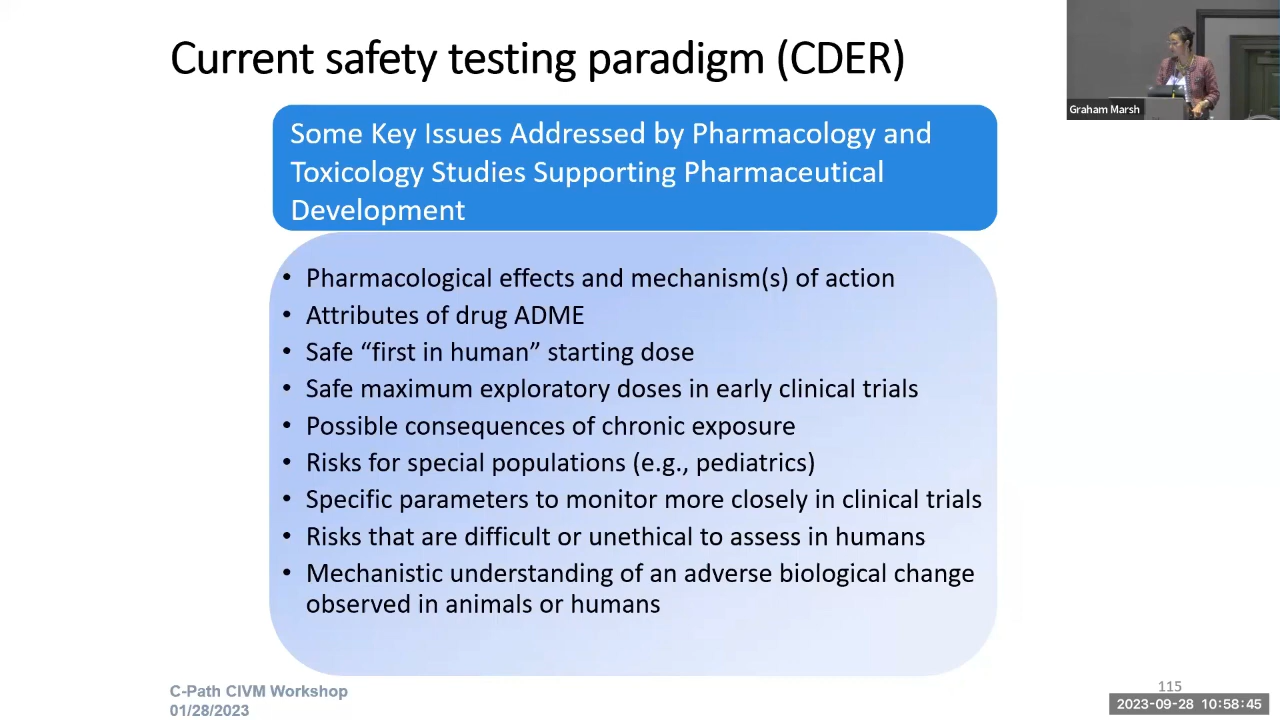 Current safety testing paradigm (CDER)
Graham Marsh
Some Key Issues Addressed by Pharmacology and
Toxicology Studies Supporting Pharmaceutical
Development
• Pharmacological effects and mechanism(s) of action
• Attributes of drug ADME
• Safe “first in human” starting dose
• Safe maximum exploratory doses in early clinical trials
• Possible consequences of chronic exposure
• Risks for special populations (e.g., pediatrics)
• Specific parameters to monitor more closely in clinical trials
• Risks that are difficult or unethical to assess in humans
• Mechanistic understanding of an adverse biological change
observed in animals or humans
C-Path CIVM Workshop
01/28/2023
115
2023-09-28 10:58:45